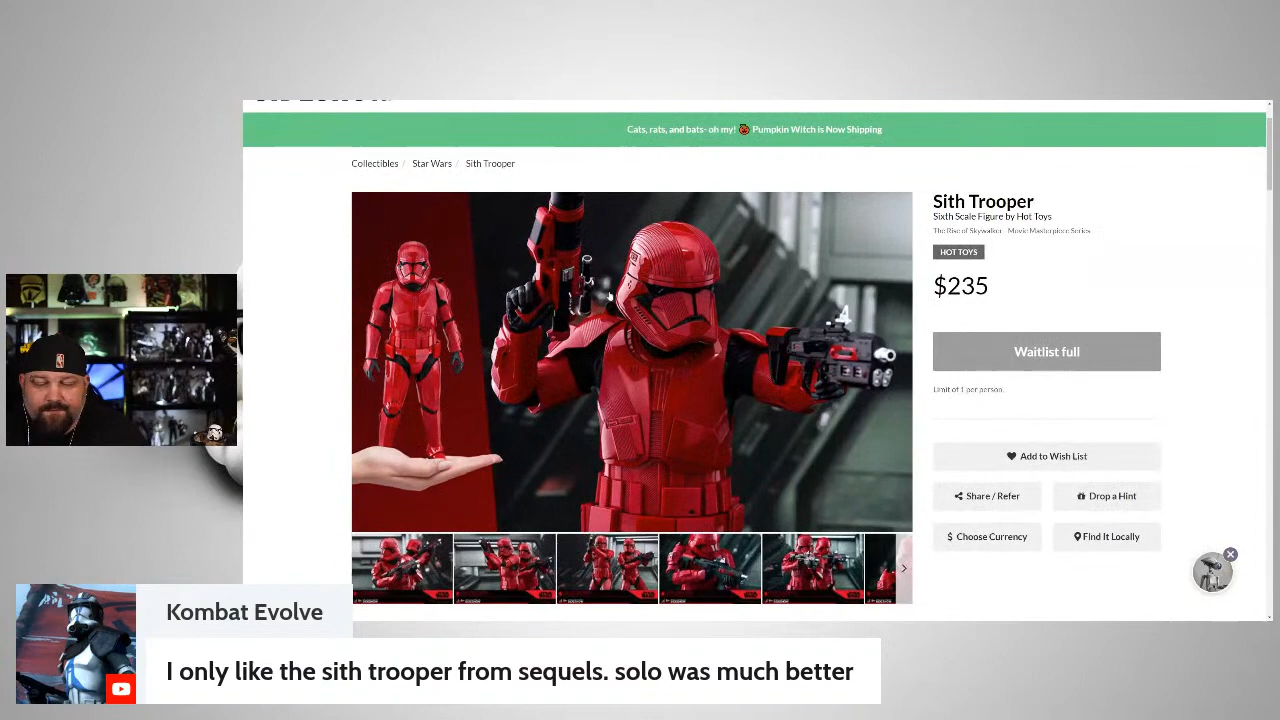 Cats, rats, and bats- oh my! Pumpkin Witch is Now Shipping
Collectibles / Star Wars / Sith Trooper
Sith Trooper
Sixth Scale Figure by Hot Toys
The Rise of Skywalker - Movie Masterpiece Series
HOT TOYS
$235
Waitlist full
Limit of 1 per person.
Add to Wish List
Share / Refer
Drop a Hint
$ Choose Currency
Find It Locally
Kombat Evolve
I only like the sith trooper from sequels. solo was much better